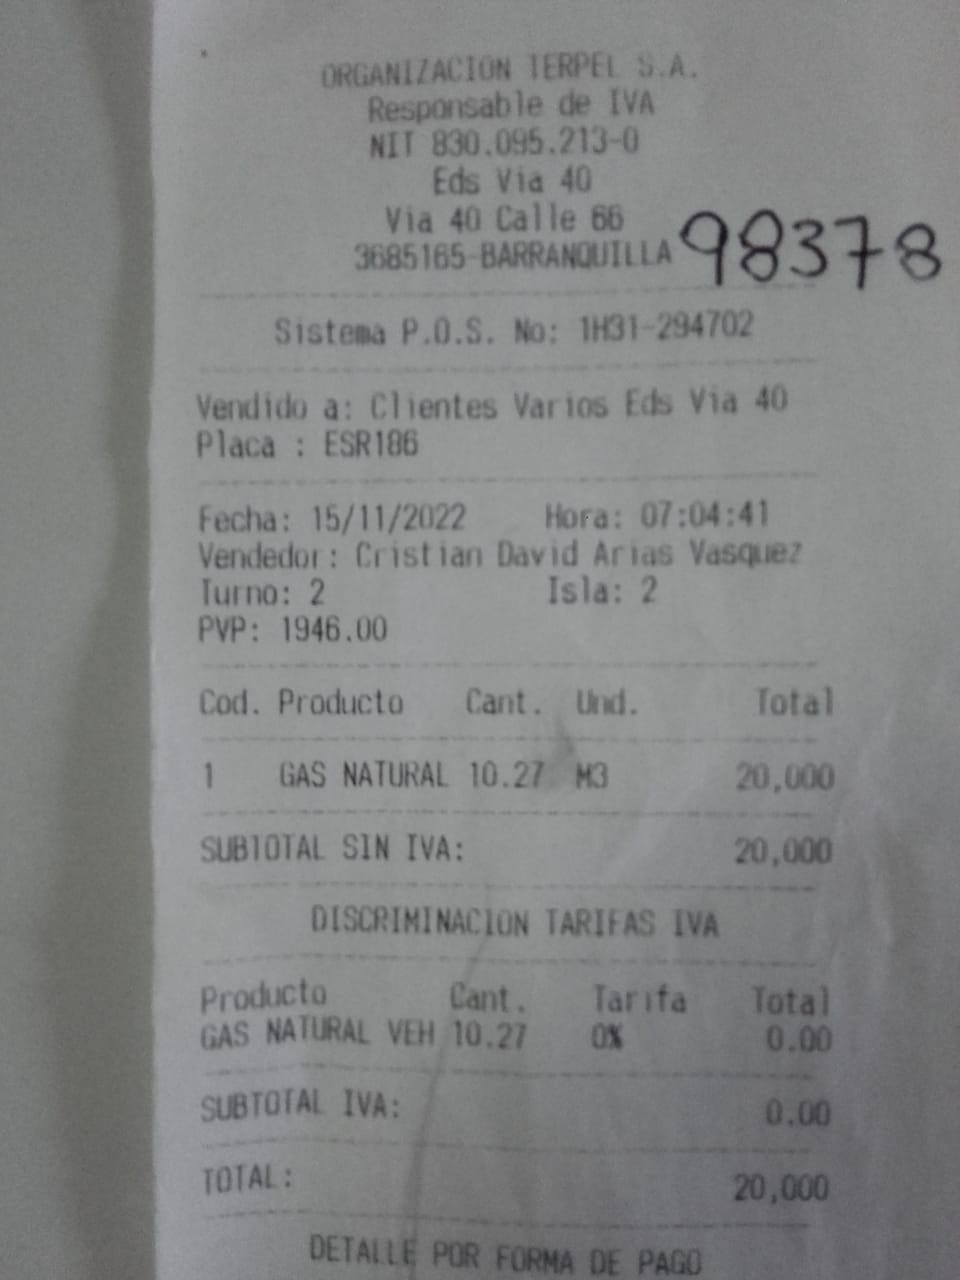 ORGANIZACION TERPEL S.A.
Responsable de IVA
NIT 830.095.213-0
Eds Via 40
Via 40 Calle 66
3685165-BARRANQUILLA 98378
Sistema P.O.S. No: 1H31-294702
Vendido a: Clientes Varios Eds Via 40
Placa : ESR186
Fecha: 15/11/2022 Hora: 07:04:41
Vendedor: Cristian David Arias Vasquez
Turno: 2 Isla: 2
PVP: 1946.00
Cod. Producto Cant. Und. Total
1 GAS NATURAL 10.27 M3 20,000
SUBTOTAL SIN IVA: 20,000
DISCRIMINACION TARIFAS IVA
Producto Cant. Tarifa Total
GAS NATURAL VEH 10.27 0% 0.00
SUBTOTAL IVA: 0.00
TOTAL: 20,000
DETALLE POR FORMA DE PAGO